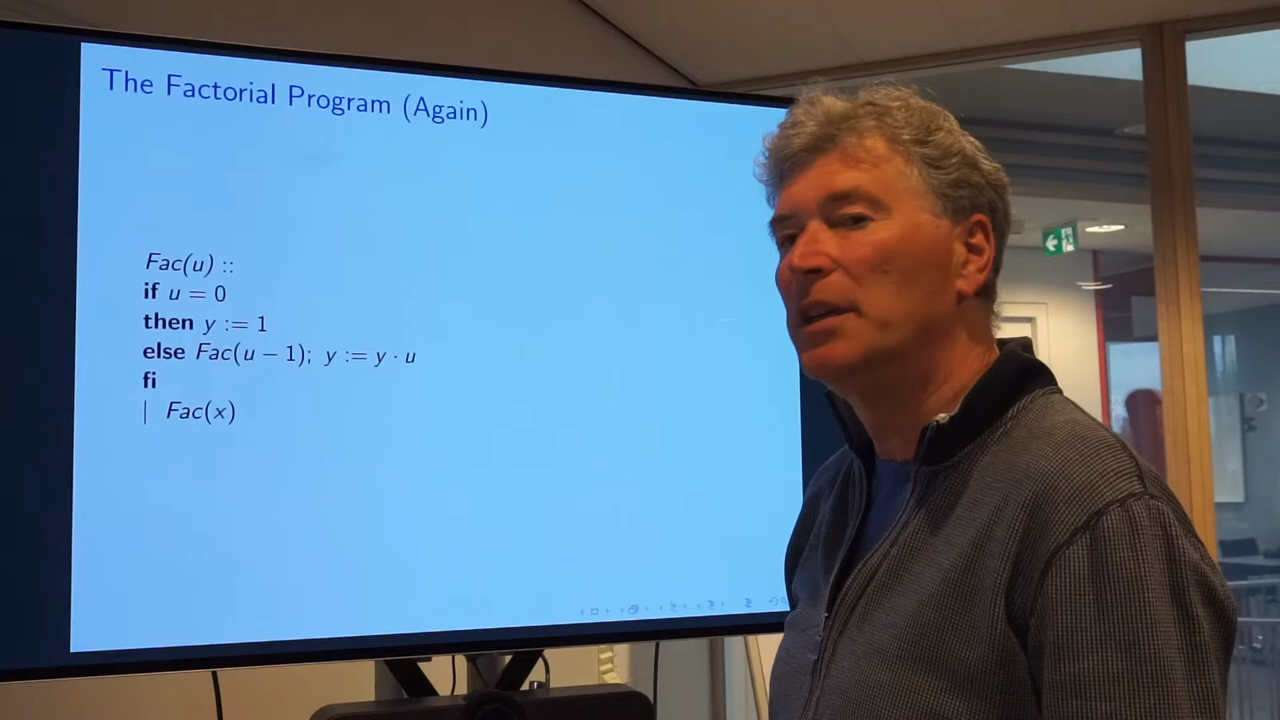 The Factorial Program (Again)
Fac(u) ::
if u = 0
then y := 1
else Fac(u − 1); y := y · u
fi
| Fac(x)